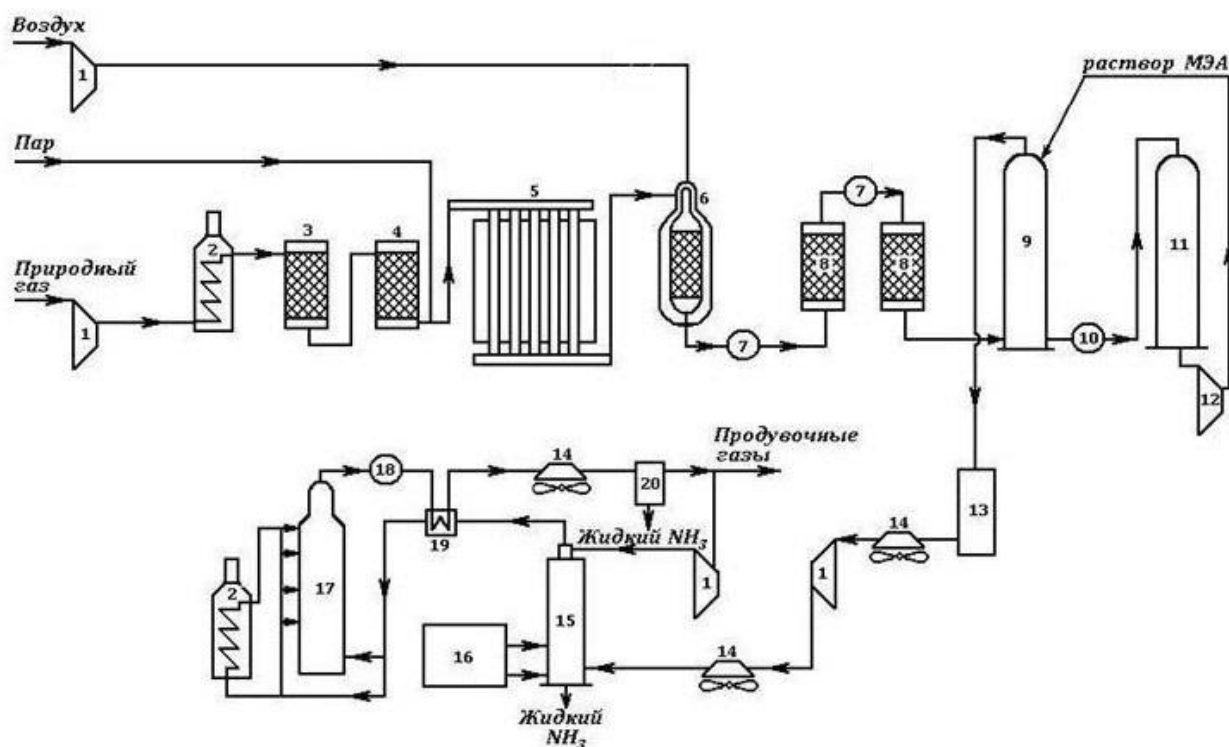 Воздух
1
раствор МЭА
Пар
5
6
7
3
4
2
8
8
9
11
Природный
газ
1
7
10
12
Продувочные
газы
14
18
20
13
Жидкий NH3
14
19
2
17
1
1
15
16
14
Жидкий
NH3